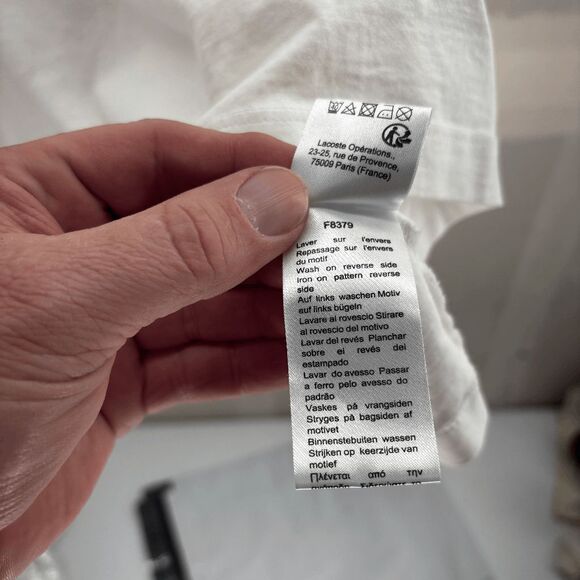 Lacoste Opérations.,
23-25, rue de Provence,
75009 Paris (France)
F8379
Laver sur l'envers
Repassage sur l'envers
du motif
Wash on reverse side
Iron on pattern reverse
side
Auf links waschen Motiv
auf links bügeln
Lavare al rovescio Stirare
al rovescio del motivo
Lavar del revés Planchar
sobre el revés del
estampado
Lavar do avesso Passar
a ferro pelo avesso do
padrão
Vaskes på vrangsiden
Stryges på bagsiden af
motivet
Binnenstebuiten wassen
Strijken op keerzijde van
motief
Πλένεται από την